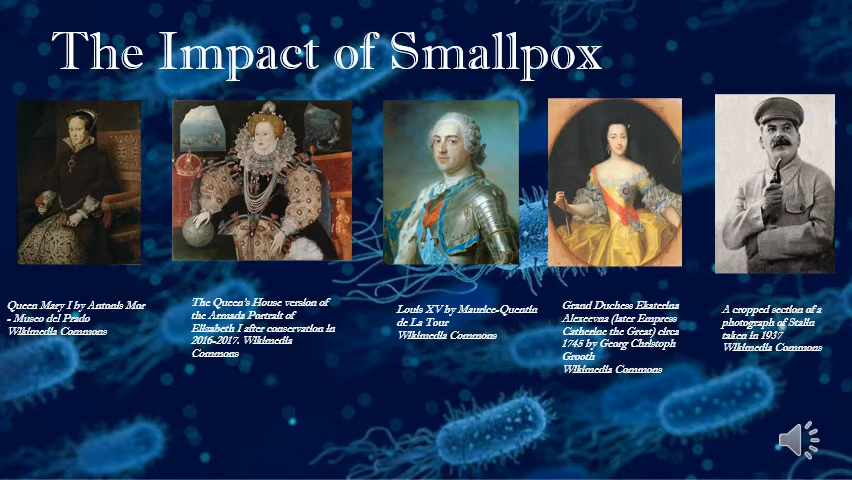 The Impact of Smallpox
Queen Mary I by Antonis Mor
- Museo del Prado
Wikimedia Commons
The Queen's House version of
the Armada Portrait of
Elizabeth I after conservation in
2016-2017. Wikimedia
Commons
Louis XV by Maurice-Quentin
de La Tour
Wikimedia Commons
Grand Duchess Ekaterina
Alexeevna (later Empress
Catherine the Great) circa
1745 by Georg Christoph
Grooth
Wikimedia Commons
A cropped section of a
photograph of Stalin
taken in 1937
Wikimedia Commons